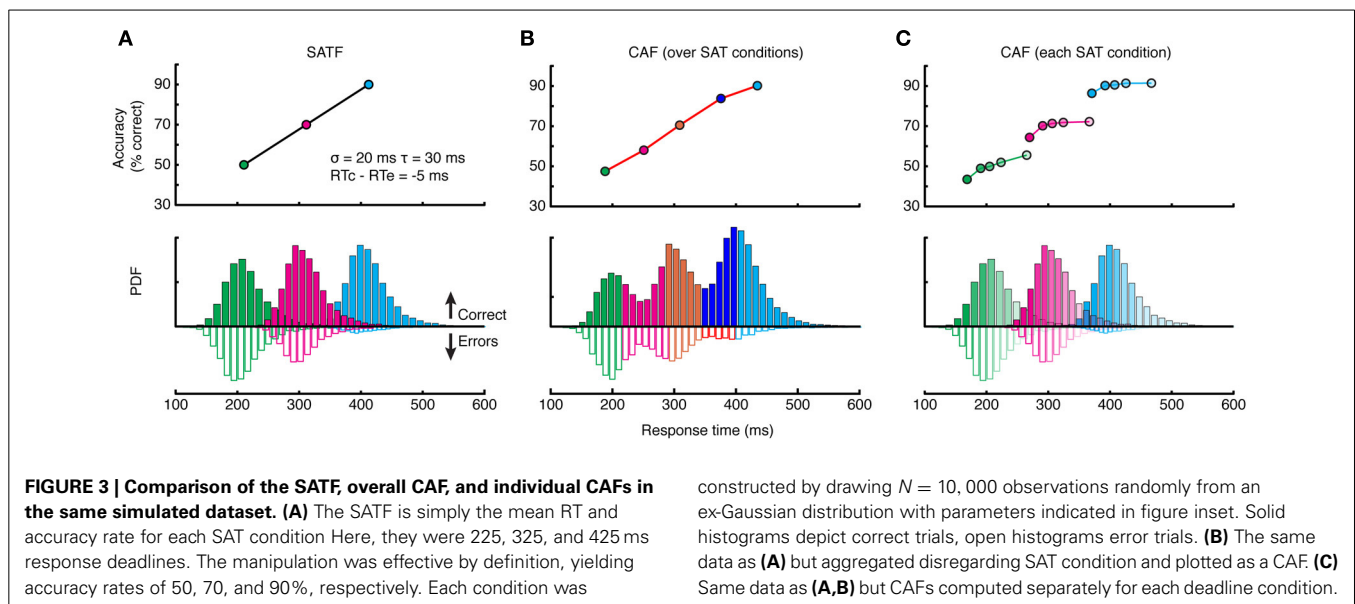 A
SATF
B
CAF (over SAT conditions)
C
CAF (each SAT condition)
Accuracy
(% correct)
90
70
50
30
σ = 20 ms τ = 30 ms
RTc - RTe = -5 ms
90
70
50
30
90
70
50
30
PDF
Correct
Errors
100 200 300 400 500 600
100 200 300 400 500 600
100 200 300 400 500 600
Response time (ms)
FIGURE 3 | Comparison of the SATF, overall CAF, and individual CAFs in
the same simulated dataset. (A) The SATF is simply the mean RT and
accuracy rate for each SAT condition Here, they were 225, 325, and 425 ms
response deadlines. The manipulation was effective by definition, yielding
accuracy rates of 50, 70, and 90%, respectively. Each condition was
constructed by drawing N = 10, 000 observations randomly from an
ex-Gaussian distribution with parameters indicated in figure inset. Solid
histograms depict correct trials, open histograms error trials. (B) The same
data as (A) but aggregated disregarding SAT condition and plotted as a CAF. (C)
Same data as (A,B) but CAFs computed separately for each deadline condition.